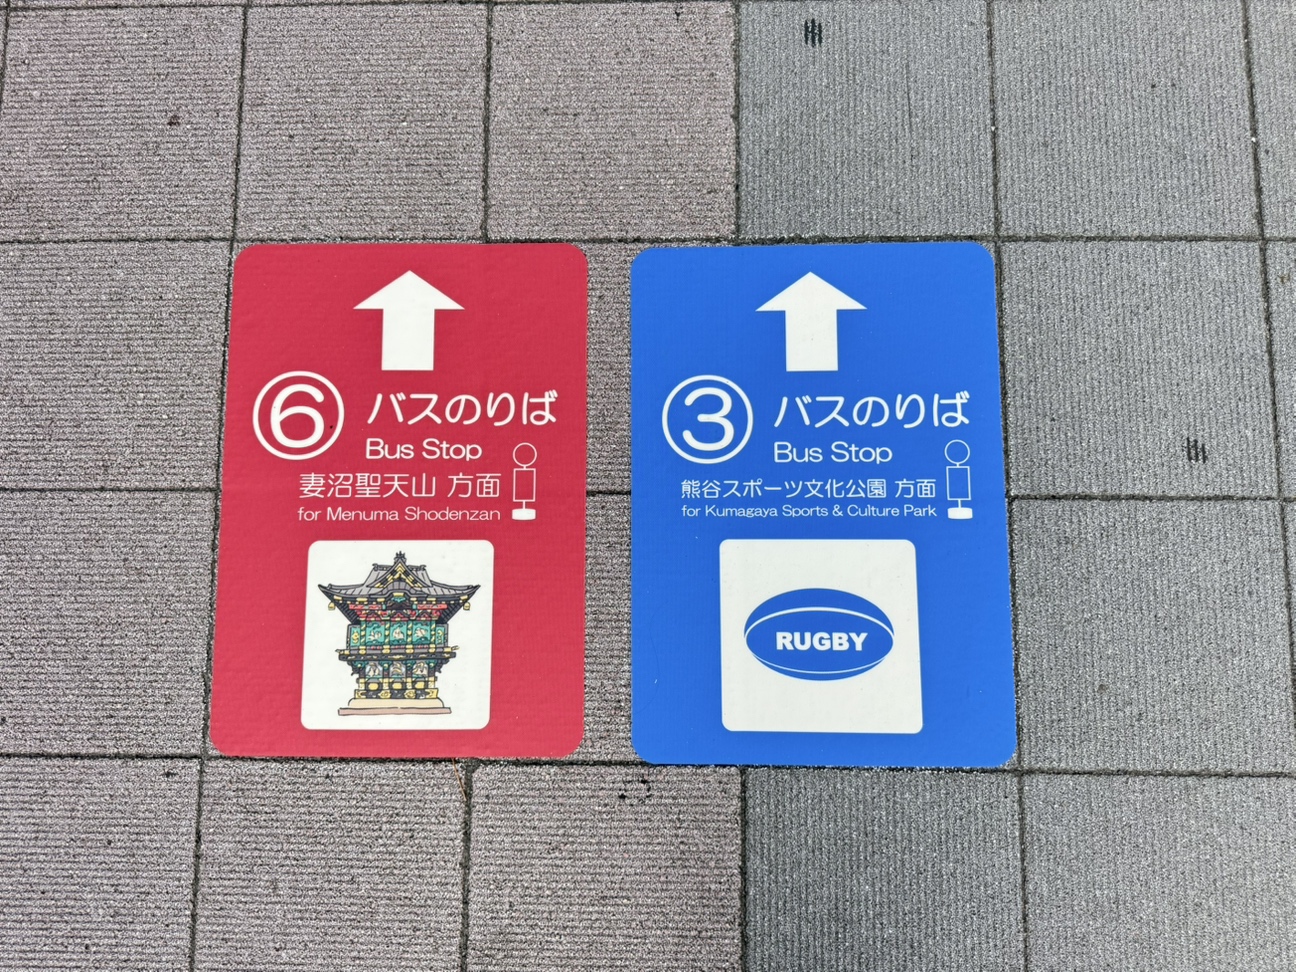 ⑥ バスのりば
Bus Stop
妻沼聖天山 方面
for Menuma Shodenzan
③ バスのりば
Bus Stop
熊谷スポーツ文化公園 方面
for Kumagaya Sports & Culture Park
RUGBY